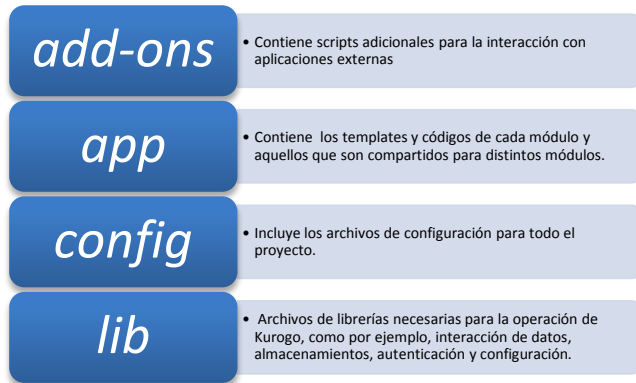 add-ons
• Contiene scripts adicionales para la interacción con
aplicaciones externas
app
• Contiene los templates y códigos de cada módulo y
aquellos que son compartidos para distintos módulos.
config
• Incluye los archivos de configuración para todo el
proyecto.
lib
• Archivos de librerías necesarias para la operación de
Kurogo, como por ejemplo, interacción de datos,
almacenamientos, autenticación y configuración.